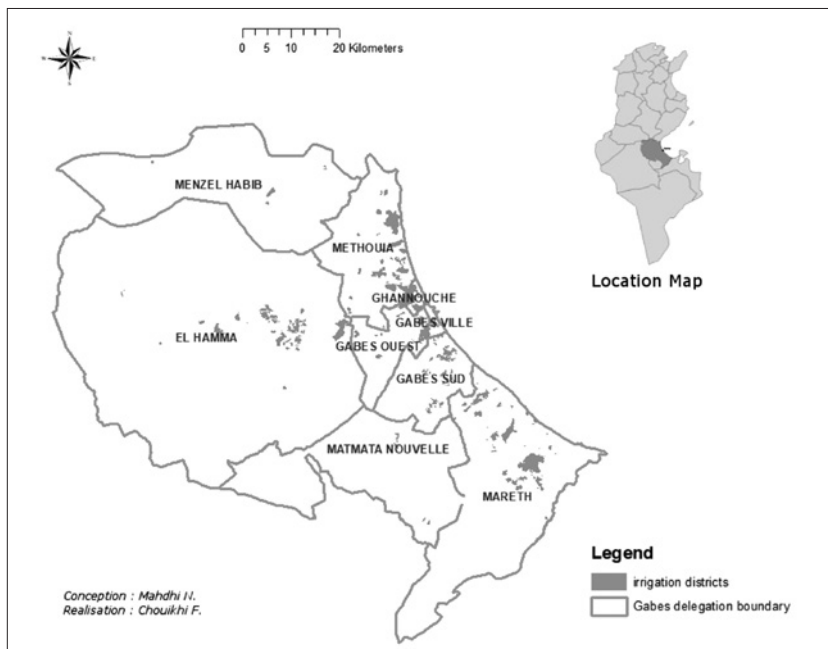 0 5 10 20 Kilometers
N
W E
S
MENZEL HABIB
METHOUIA
GHANNOUCHE
GABES VILLE
EL HAMMA
GABES OUEST
GABES SUD
MATMATA NOUVELLE
MARETH
Location Map
Legend
irrigation districts
Gabes delegation boundary
Conception : Mahdhi N.
Realisation : Chouikhi F.